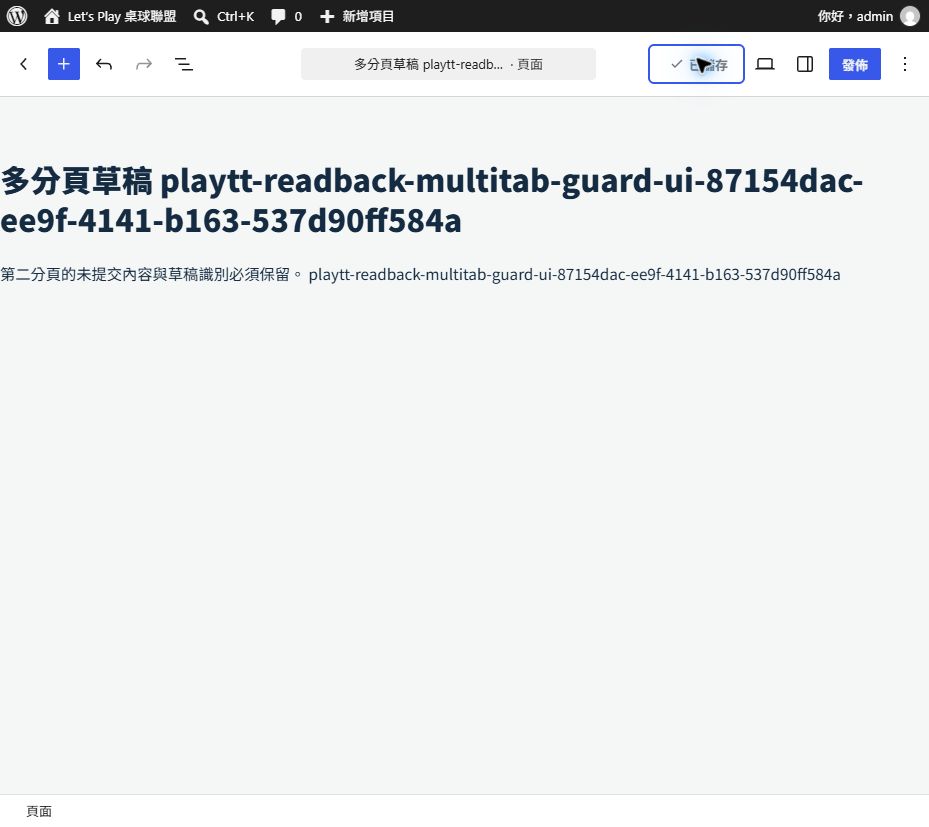 Let's Play 桌球聯盟 Ctrl+K 0 新增項目 你好，admin
多分頁草稿 playtt-readb... · 頁面 發佈
多分頁草稿 playtt-readback-multitab-guard-ui-87154dac-
ee9f-4141-b163-537d90ff584a
第二分頁的未提交內容與草稿識別必須保留。 playtt-readback-multitab-guard-ui-87154dac-ee9f-4141-b163-537d90ff584a
頁面